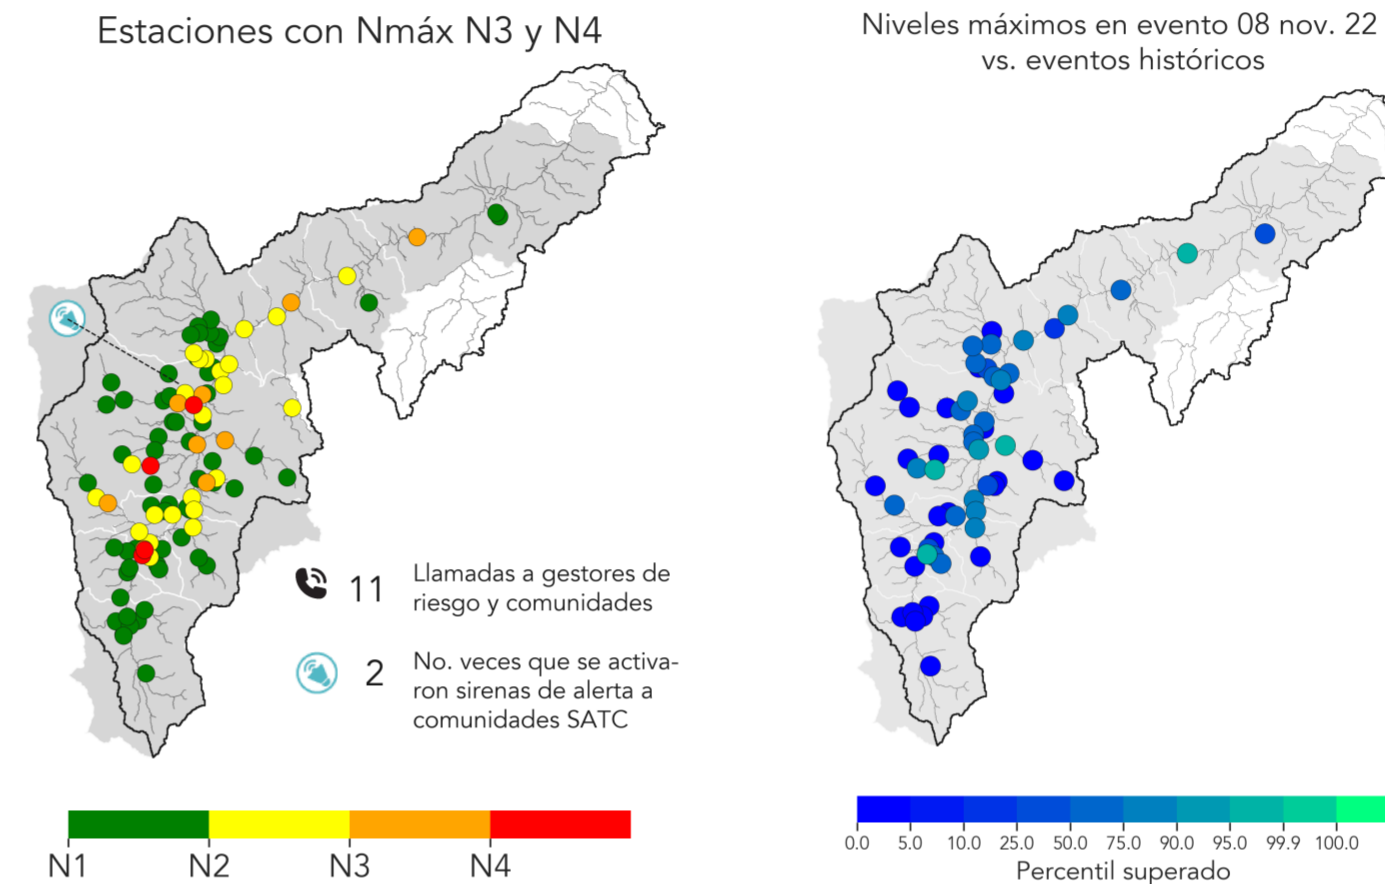 Estaciones con Nmáx N3 y N4
11
Llamadas a gestores de
riesgo y comunidades
2
No. veces que se activa-
ron sirenas de alerta a
comunidades SATC
N1
N2
N3
N4
Niveles máximos en evento 08 nov. 22
vs. eventos históricos
0.0
5.0
10.0
25.0
50.0
75.0
90.0
95.0
99.9
100.0
Percentil superado